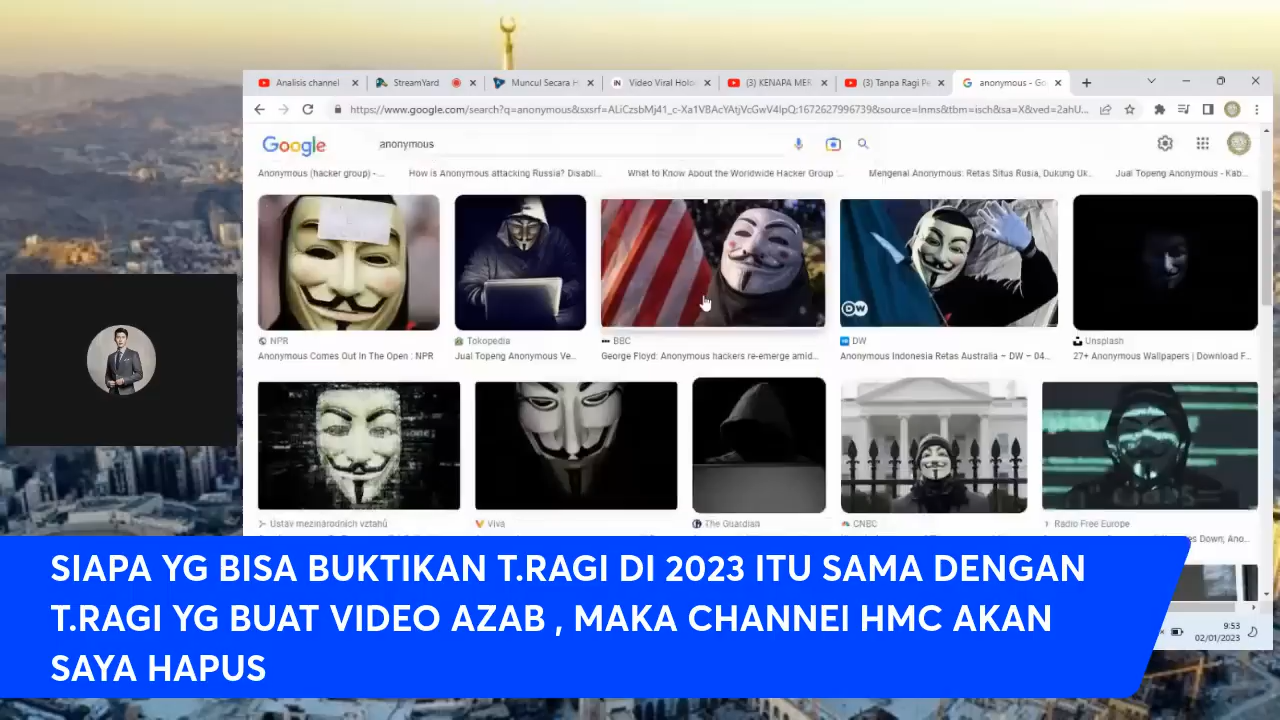 Analisis channel
StreamYard
Muncul Secara H
Video Viral Holo
(3) KENAPA MER
(3) Tanpa Ragi Pe
anonymous - Go
https://www.google.com/search?q=anonymous&sxsrf=ALiCzsbMj41_c-Xa1VBAcYAtjVcGwV4IpQ:1672627996739&source=lnms&tbm=isch&sa=X&ved=2ahU...
Google
anonymous
Anonymous (hacker group) -...
How is Anonymous attacking Russia? Disabli...
What to Know About the Worldwide Hacker Group ...
Mengenal Anonymous: Retas Situs Rusia, Dukung Uk...
Jual Topeng Anonymous - Kab...
DW
NPR
Tokopedia
BBC
DW
Unsplash
Anonymous Comes Out In The Open : NPR
Jual Topeng Anonymous Ve...
George Floyd: Anonymous hackers re-emerge amid...
Anonymous Indonesia Retas Australia – DW – 04...
27+ Anonymous Wallpapers | Download F...
Ústav mezinárodních vztahů
Viva
The Guardian
CNBC
Radio Free Europe
Down; Ano...
SIAPA YG BISA BUKTIKAN T.RAGI DI 2023 ITU SAMA DENGAN
T.RAGI YG BUAT VIDEO AZAB , MAKA CHANNEl HMC AKAN
SAYA HAPUS
9:53
02/01/2023